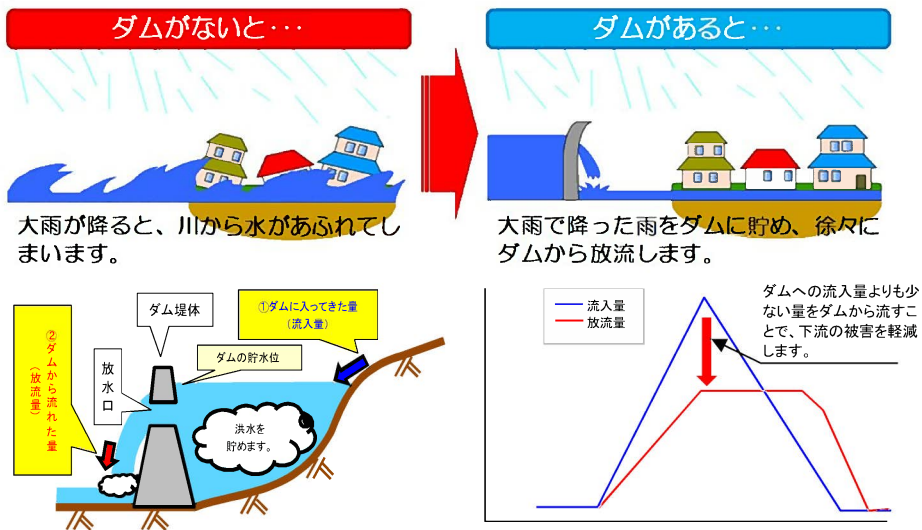 ダムがないと・・・
ダムがあると・・・
大雨が降ると、川から水があふれてし
まいます。
大雨で降った雨をダムに貯め、徐々に
ダムから放流します。
ダム堤体
①ダムに入ってきた量
(流入量)
ダムの貯水位
放水口
②ダムから流れた量
(放流量)
洪水を
貯めます。
流入量
放流量
ダムへの流入量よりも少
ない量をダムから流すこ
とで、下流の被害を軽減
します。